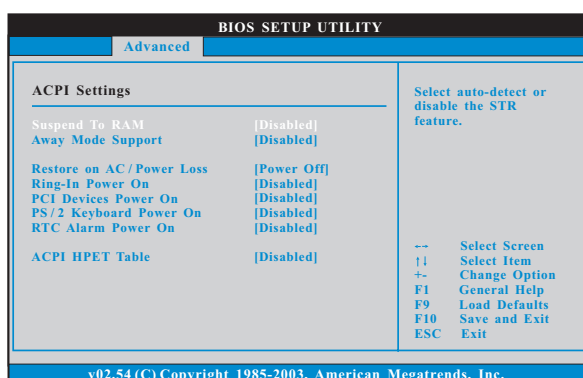 BIOS SETUP UTILITY
Advanced
ACPI Settings
Suspend To RAM [Disabled]
Away Mode Support [Disabled]
Restore on AC / Power Loss [Power Off]
Ring-In Power On [Disabled]
PCI Devices Power On [Disabled]
PS / 2 Keyboard Power On [Disabled]
RTC Alarm Power On [Disabled]
ACPI HPET Table [Disabled]
Select auto-detect or
disable the STR
feature.
←→ Select Screen
↑↓ Select Item
+- Change Option
F1 General Help
F9 Load Defaults
F10 Save and Exit
ESC Exit
v02.54 (C) Copyright 1985-2003, American Megatrends, Inc.